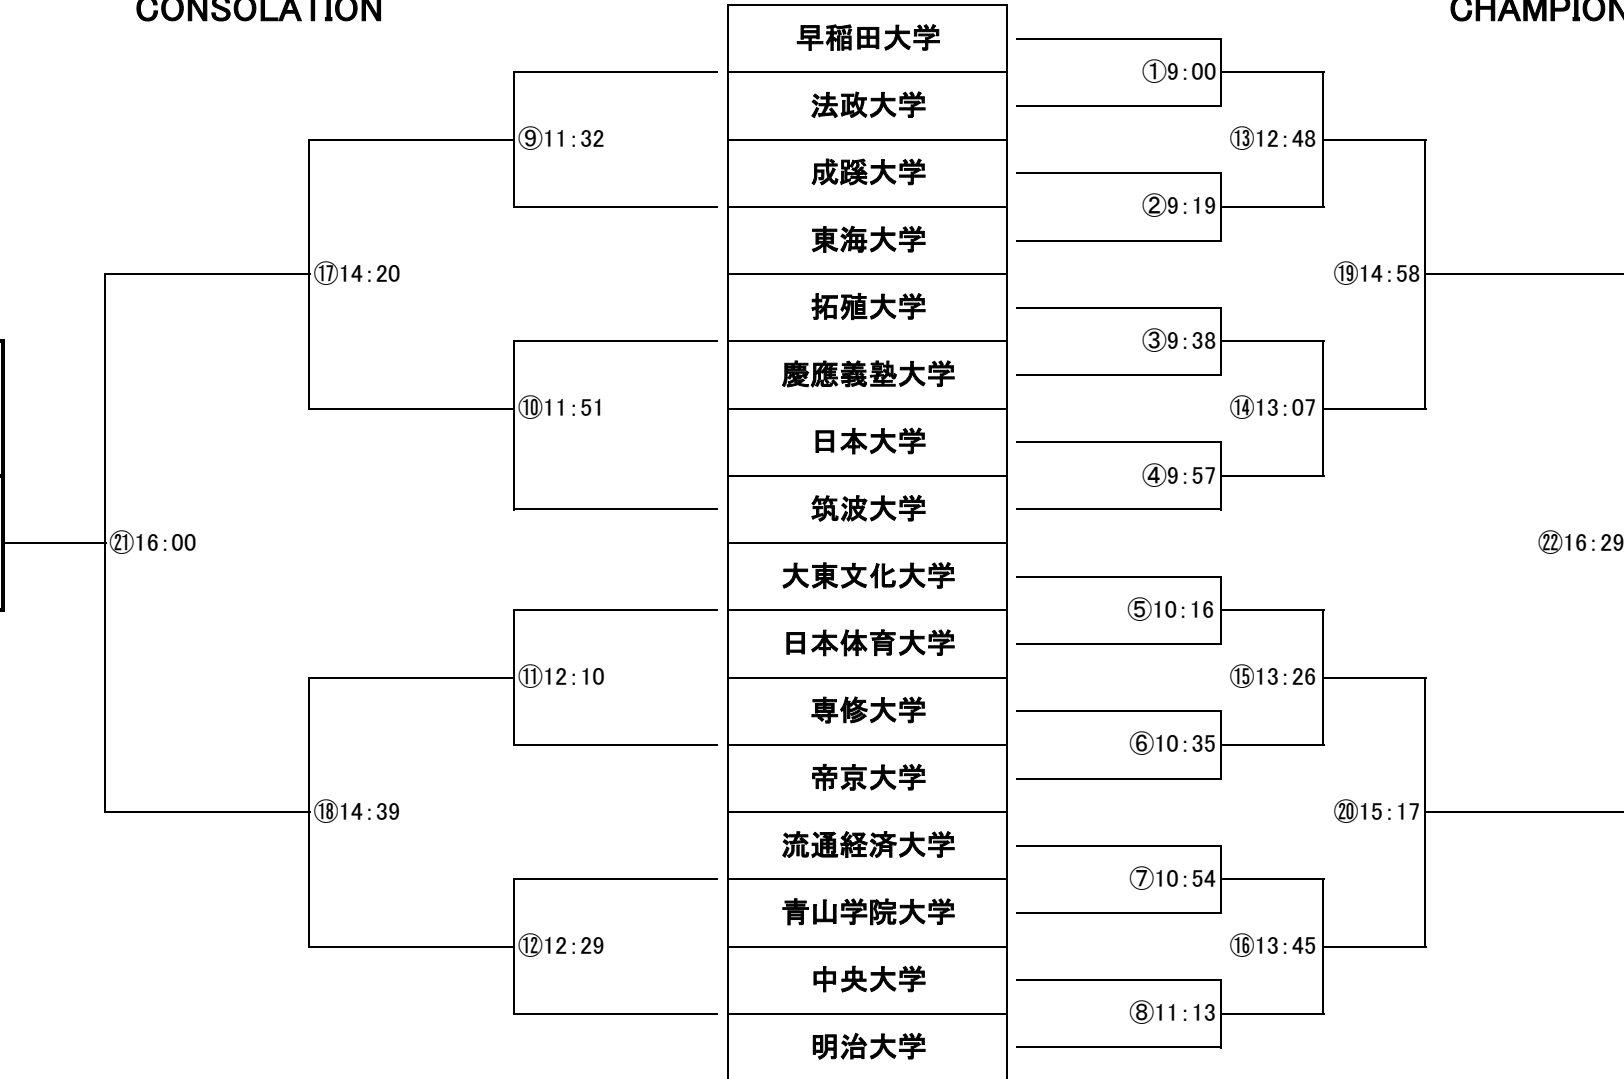 CONSOLATION
CHAMPION
早稲田大学
①9:00
法政大学
⑨11:32
⑬12:48
成蹊大学
②9:19
東海大学
⑰14:20
⑲14:58
拓殖大学
③9:38
慶應義塾大学
⑩11:51
⑭13:07
日本大学
④9:57
筑波大学
㉑16:00
㉒16:29
大東文化大学
⑤10:16
日本体育大学
⑪12:10
⑮13:26
専修大学
⑥10:35
帝京大学
⑱14:39
⑳15:17
流通経済大学
⑦10:54
青山学院大学
⑫12:29
⑯13:45
中央大学
⑧11:13
明治大学